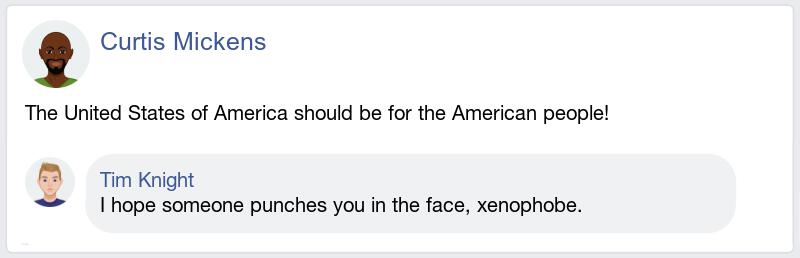 Curtis Mickens
The United States of America should be for the American people!
Tim Knight
I hope someone punches you in the face, xenophobe.